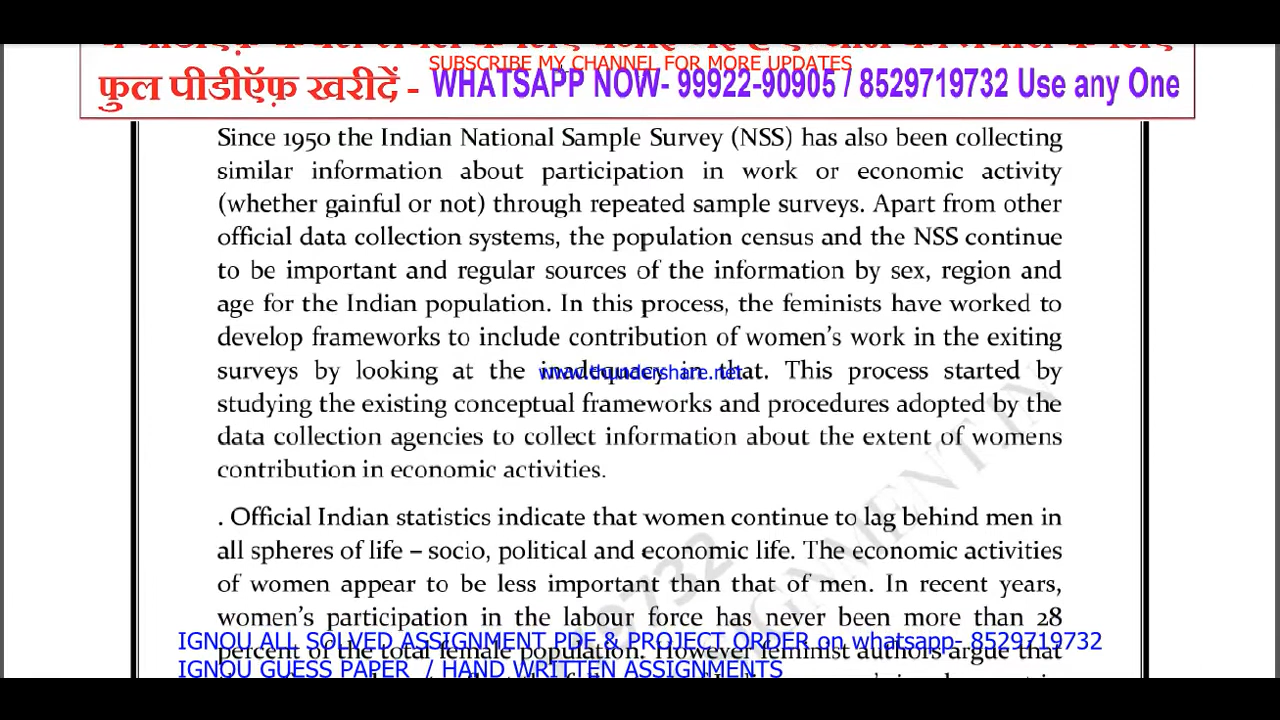 SUBSCRIBE MY CHANNEL FOR MORE UPDATES
फुल पीडीऍफ़ खरीदें - WHATSAPP NOW- 99922-90905 / 8529719732 Use any One
Since 1950 the Indian National Sample Survey (NSS) has also been collecting
similar information about participation in work or economic activity
(whether gainful or not) through repeated sample surveys. Apart from other
official data collection systems, the population census and the NSS continue
to be important and regular sources of the information by sex, region and
age for the Indian population. In this process, the feminists have worked to
develop frameworks to include contribution of women's work in the exiting
surveys by looking at the inadequacy in that. This process started by
www.thundershare.net
studying the existing conceptual frameworks and procedures adopted by the
data collection agencies to collect information about the extent of womens
contribution in economic activities.
. Official Indian statistics indicate that women continue to lag behind men in
all spheres of life – socio, political and economic life. The economic activities
of women appear to be less important than that of men. In recent years,
women's participation in the labour force has never been more than 28
IGNOU ALL SOLVED ASSIGNMENT PDF & PROJECT ORDER on whatsapp- 8529719732
percent of the total female population. However feminist authors argue that
IGNOU GUESS PAPER / HAND WRITTEN ASSIGNMENTS